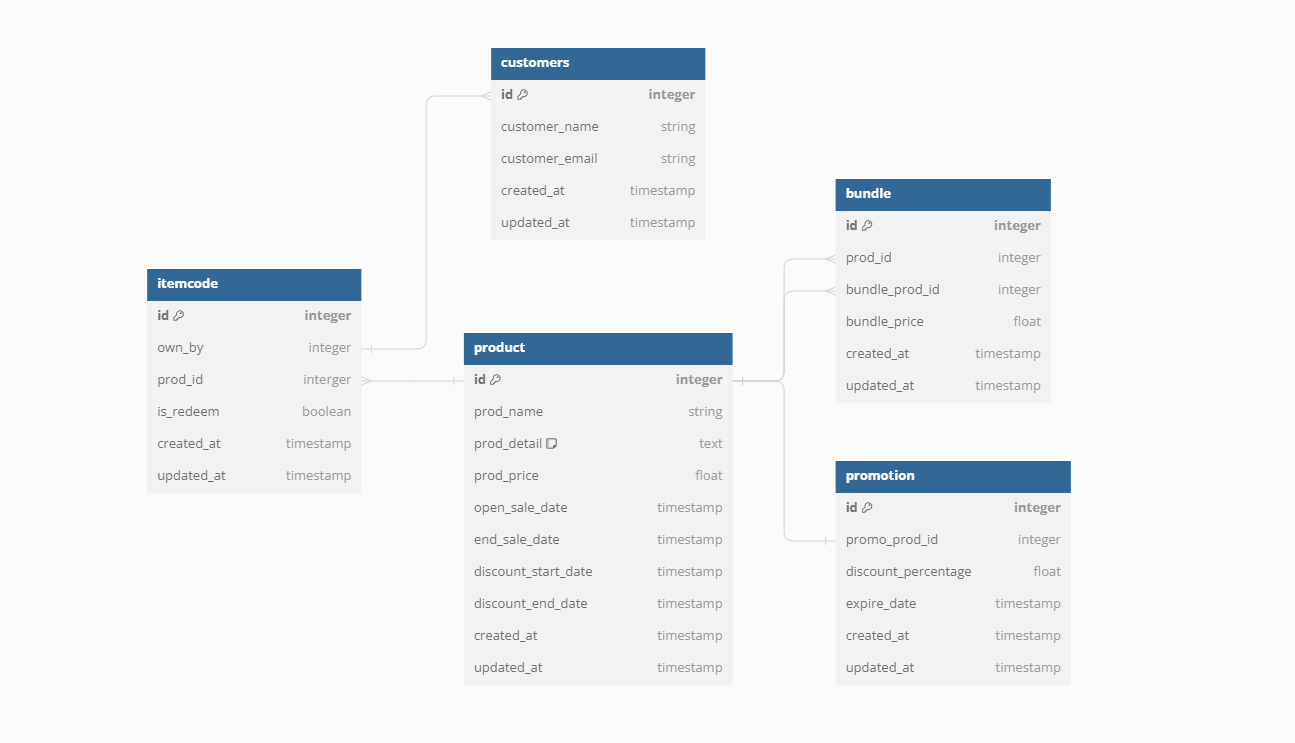 customers
id integer
customer_name string
customer_email string
created_at timestamp
updated_at timestamp
bundle
id integer
prod_id integer
bundle_prod_id integer
bundle_price float
created_at timestamp
updated_at timestamp
itemcode
id integer
own_by integer
prod_id interger
is_redeem boolean
created_at timestamp
updated_at timestamp
product
id integer
prod_name string
prod_detail text
prod_price float
open_sale_date timestamp
end_sale_date timestamp
discount_start_date timestamp
discount_end_date timestamp
created_at timestamp
updated_at timestamp
promotion
id integer
promo_prod_id integer
discount_percentage float
expire_date timestamp
created_at timestamp
updated_at timestamp